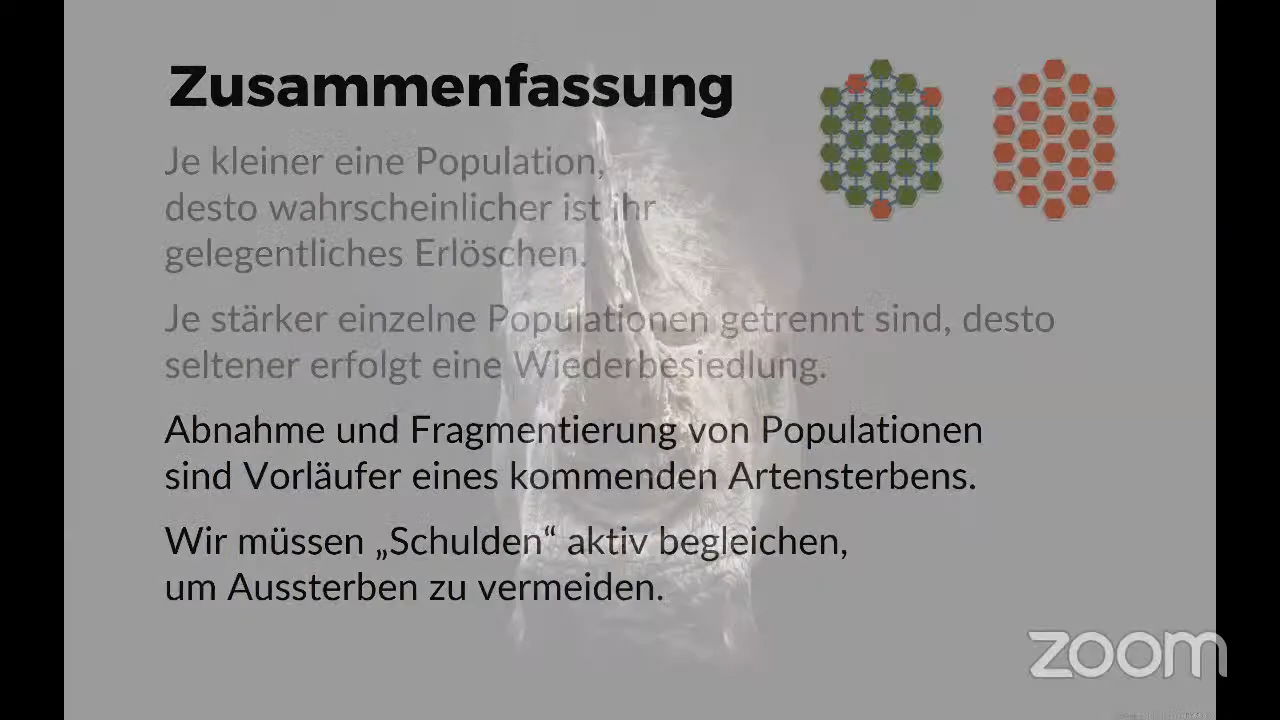 Zusammenfassung
Je kleiner eine Population,
desto wahrscheinlicher ist ihr
gelegentliches Erlöschen.
Je stärker einzelne Populationen getrennt sind, desto
seltener erfolgt eine Wiederbesiedlung.
Abnahme und Fragmentierung von Populationen
sind Vorläufer eines kommenden Artensterbens.
Wir müssen „Schulden“ aktiv begleichen,
um Aussterben zu vermeiden.
zoom